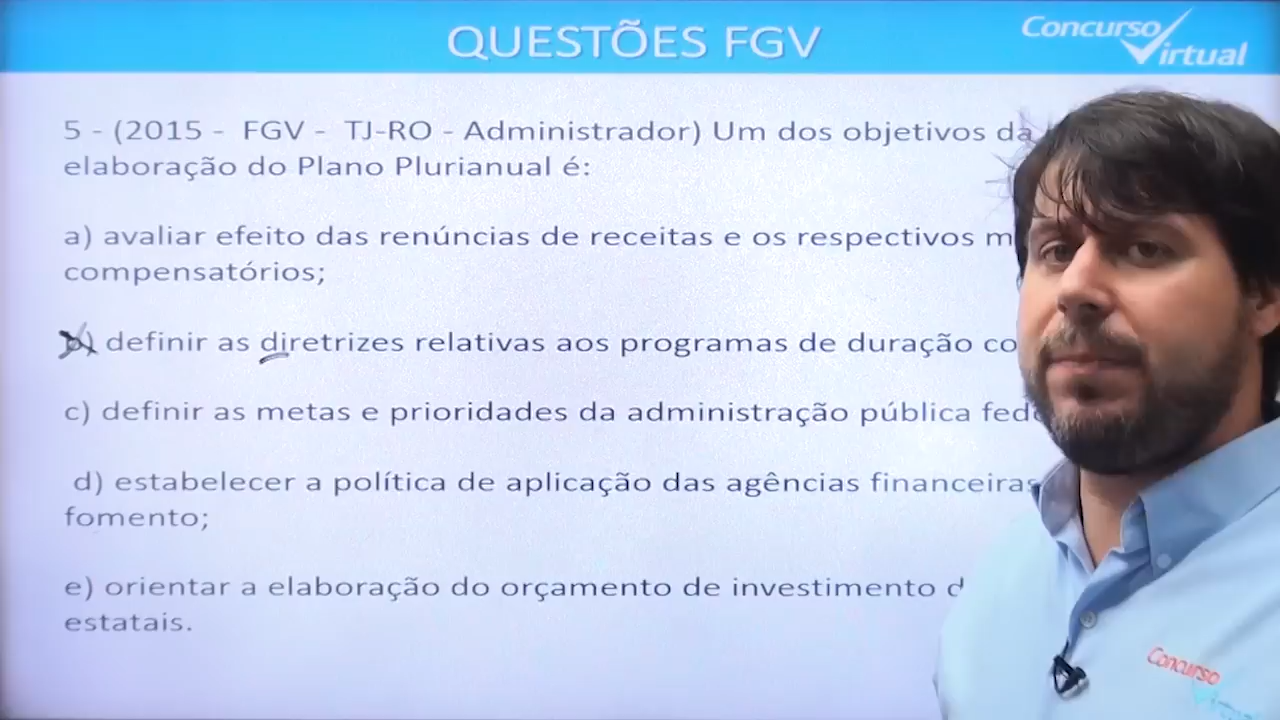 QUESTÕES FGV
Concurso Virtual
5 - (2015 - FGV - TJ-RO - Administrador) Um dos objetivos da
elaboração do Plano Plurianual é:
a) avaliar efeito das renúncias de receitas e os respectivos
compensatórios;
b) definir as diretrizes relativas aos programas de duração
c) definir as metas e prioridades da administração pública
d) estabelecer a política de aplicação das agências financeiras
fomento;
e) orientar a elaboração do orçamento de investimento
estatais.
Concurso
Virtual